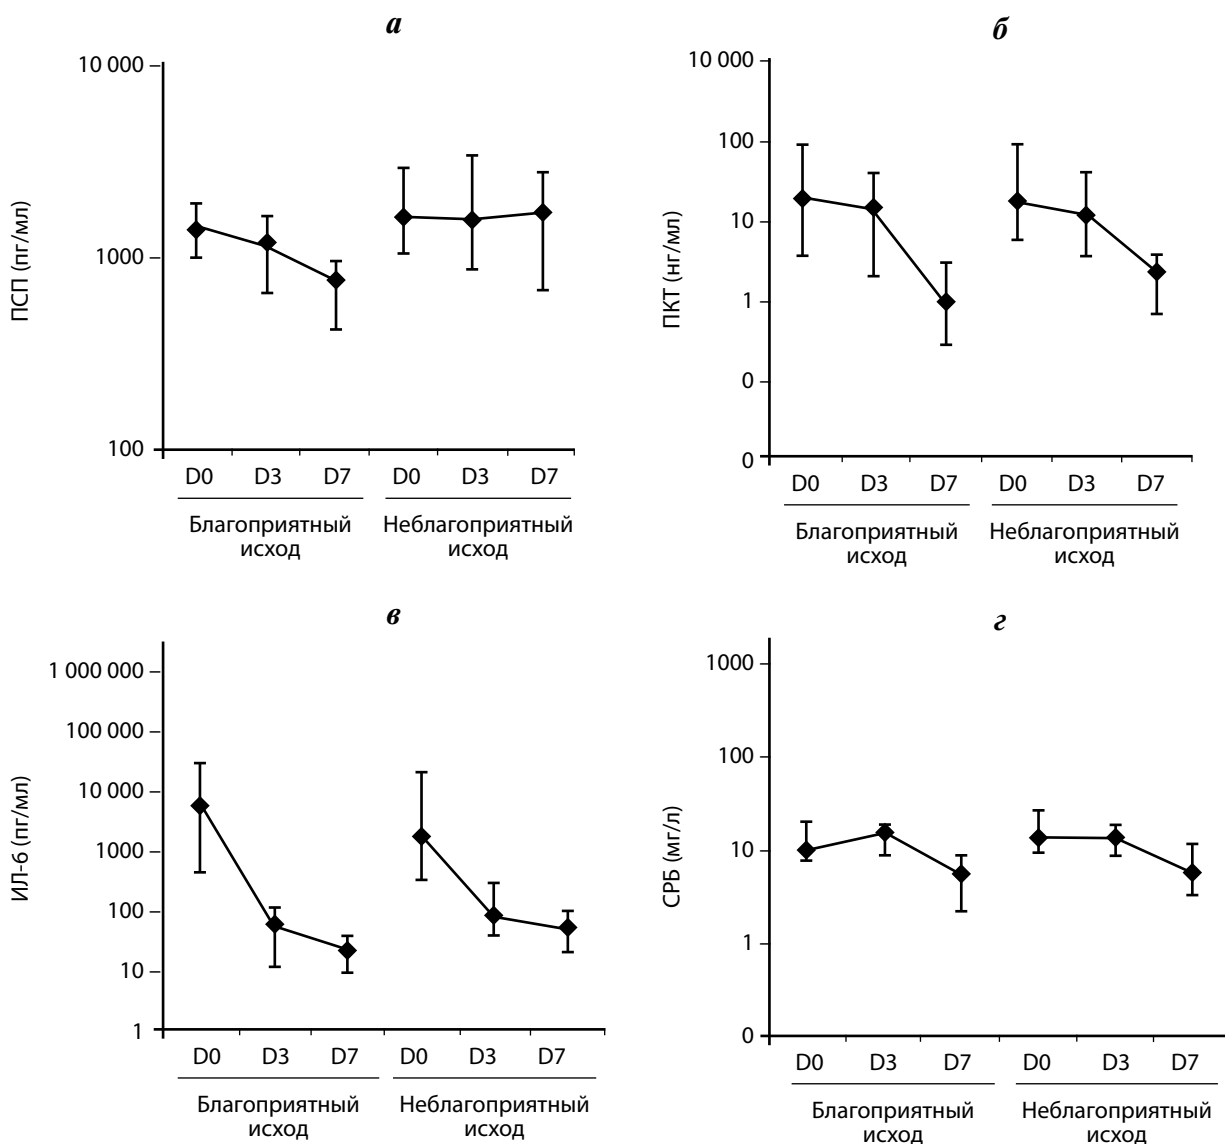 а
10 000
1000
100
ПСП (пг/мл)
D0 D3 D7 D0 D3 D7
Благоприятный исход
Неблагоприятный исход
б
10 000
100
10
1
0
0
ПКТ (нг/мл)
D0 D3 D7 D0 D3 D7
Благоприятный исход
Неблагоприятный исход
в
1 000 000
100 000
10 000
1000
100
10
1
ИЛ-6 (пг/мл)
D0 D3 D7 D0 D3 D7
Благоприятный исход
Неблагоприятный исход
г
1000
100
10
1
0
СРБ (мг/л)
D0 D3 D7 D0 D3 D7
Благоприятный исход
Неблагоприятный исход